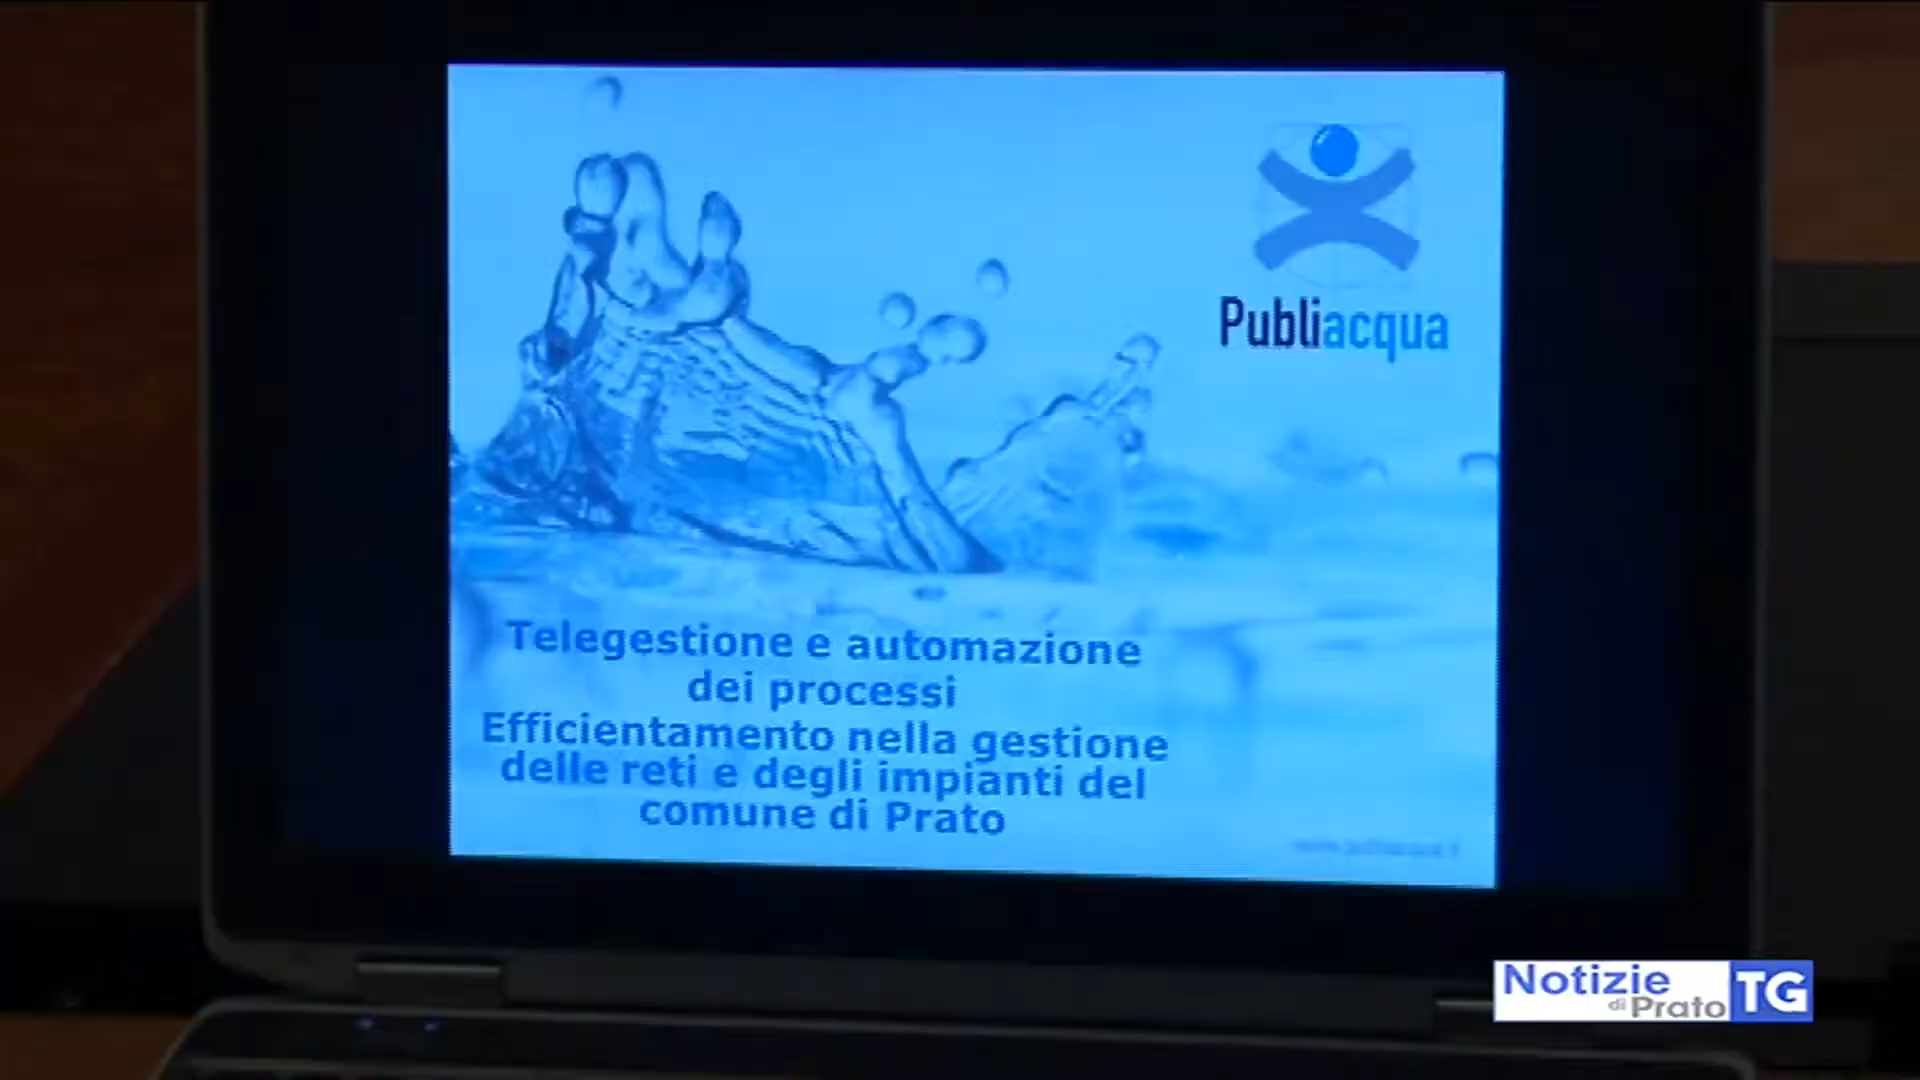 Publiacqua
Telegestione e automazione
dei processi
Efficientamento nella gestione
delle reti e degli impianti del
comune di Prato
Notizie
di Prato
TG